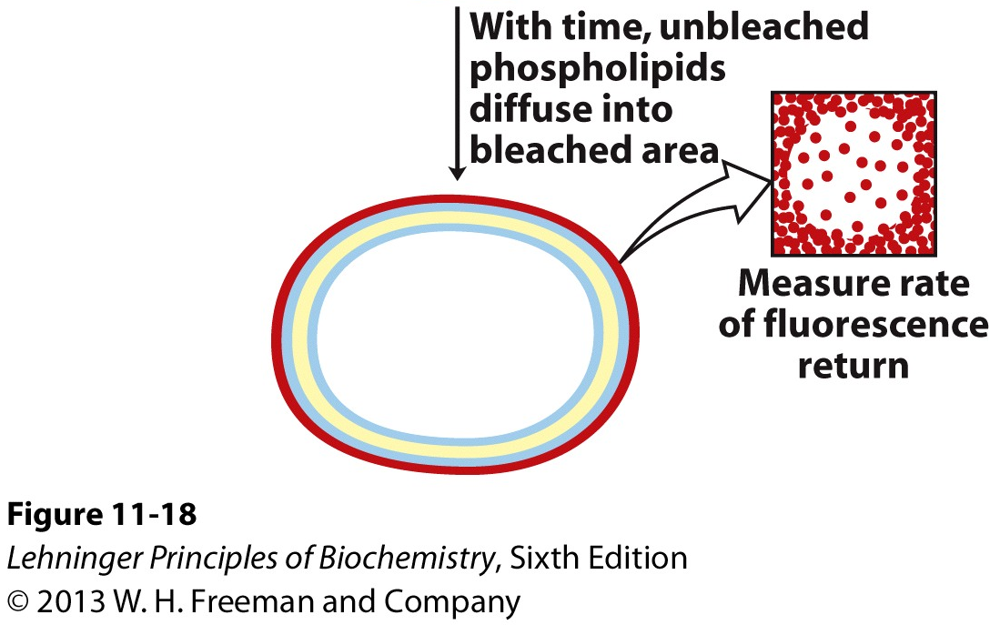 With time, unbleached
phospholipids
diffuse into
bleached area
Measure rate
of fluorescence
return
Figure 11-18
Lehninger Principles of Biochemistry, Sixth Edition
© 2013 W. H. Freeman and Company